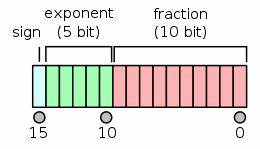 exponent
fraction
sign
(5 bit)
(10 bit)
15
10
0